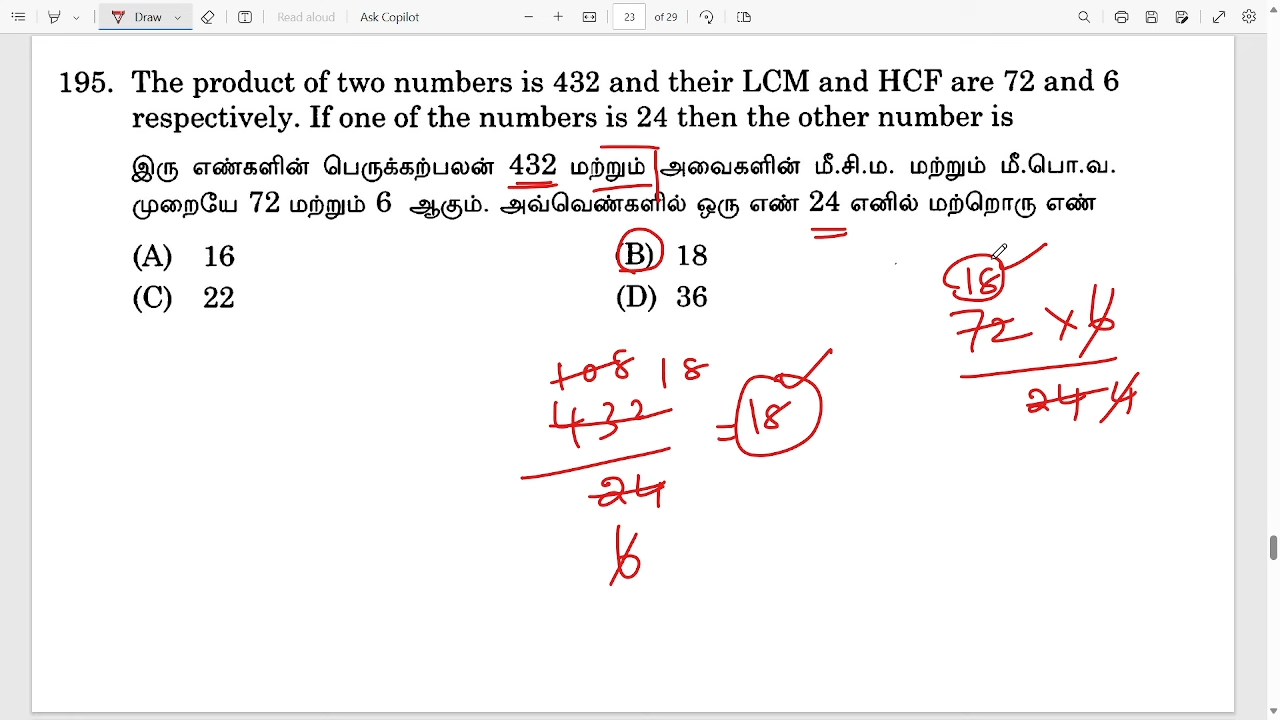 Draw
Read aloud
Ask Copilot
23 of 29
195. The product of two numbers is 432 and their LCM and HCF are 72 and 6
respectively. If one of the numbers is 24 then the other number is
இரு எண்களின் பெருக்கற்பலன் 432 மற்றும் அவைகளின் மீ.சி.ம. மற்றும் மீ.பொ.வ.
முறையே 72 மற்றும் 6 ஆகும். அவ்வெண்களில் ஒரு எண் 24 எனில் மற்றொரு எண்
(A) 16
(B) 18
(C) 22
(D) 36
18
72 × 6
24 4
108 18
432
= 18
24
6